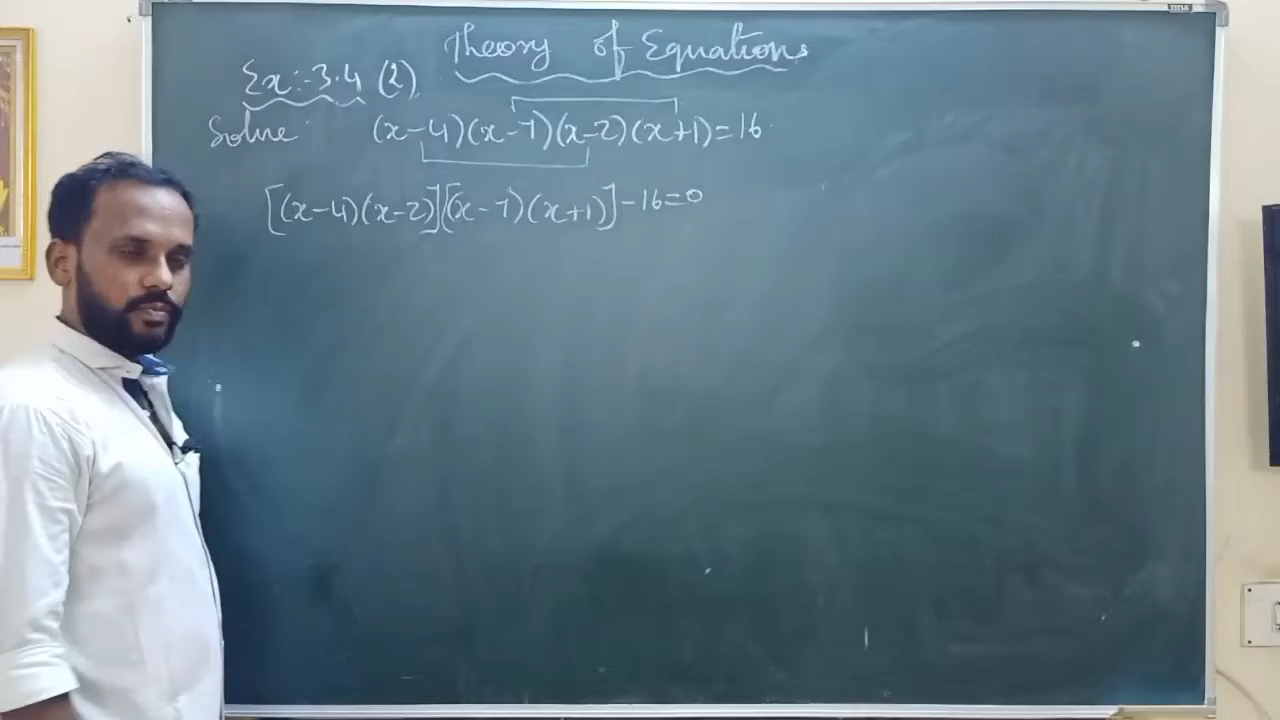 Theory of Equations
Ex:-3.4 (2)
Solve (x-4)(x-7)(x-2)(x+1)=16
[(x-4)(x-2)][(x-7)(x+1)]-16=0